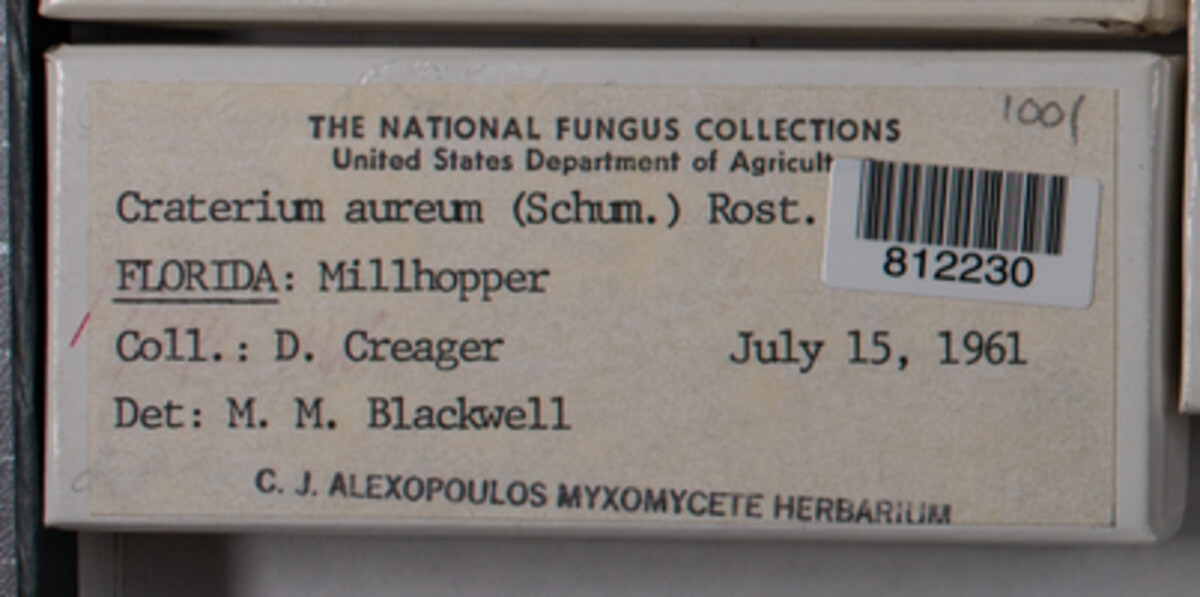 1001
THE NATIONAL FUNGUS COLLECTIONS
United States Department of Agricult
Craterium aureum (Schum.) Rost.
812230
FLORIDA: Millhopper
Coll.: D. Creager July 15, 1961
Det: M. M. Blackwell
C. J. ALEXOPOULOS MYXOMYCETE HERBARIUM